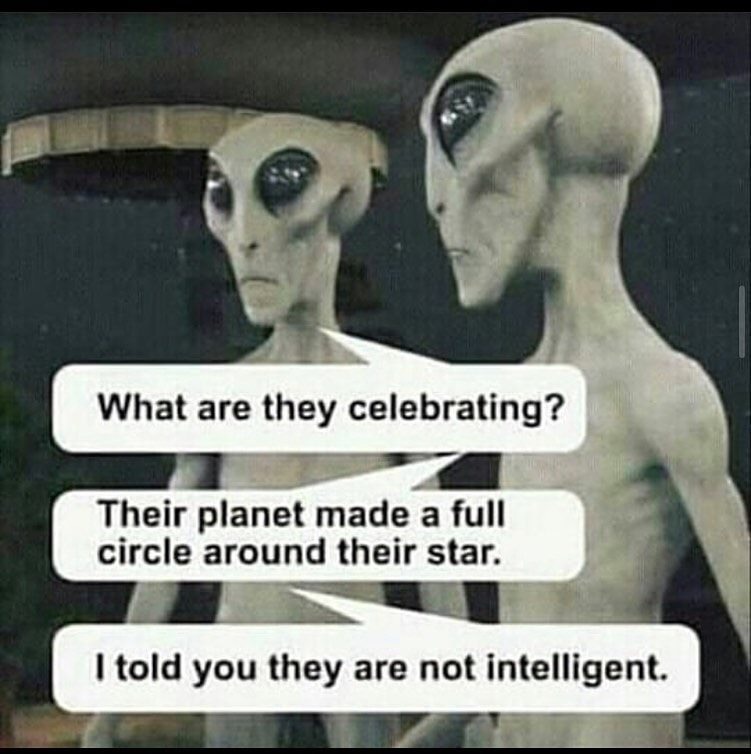 What are they celebrating?
Their planet made a full
circle around their star.
I told you they are not intelligent.